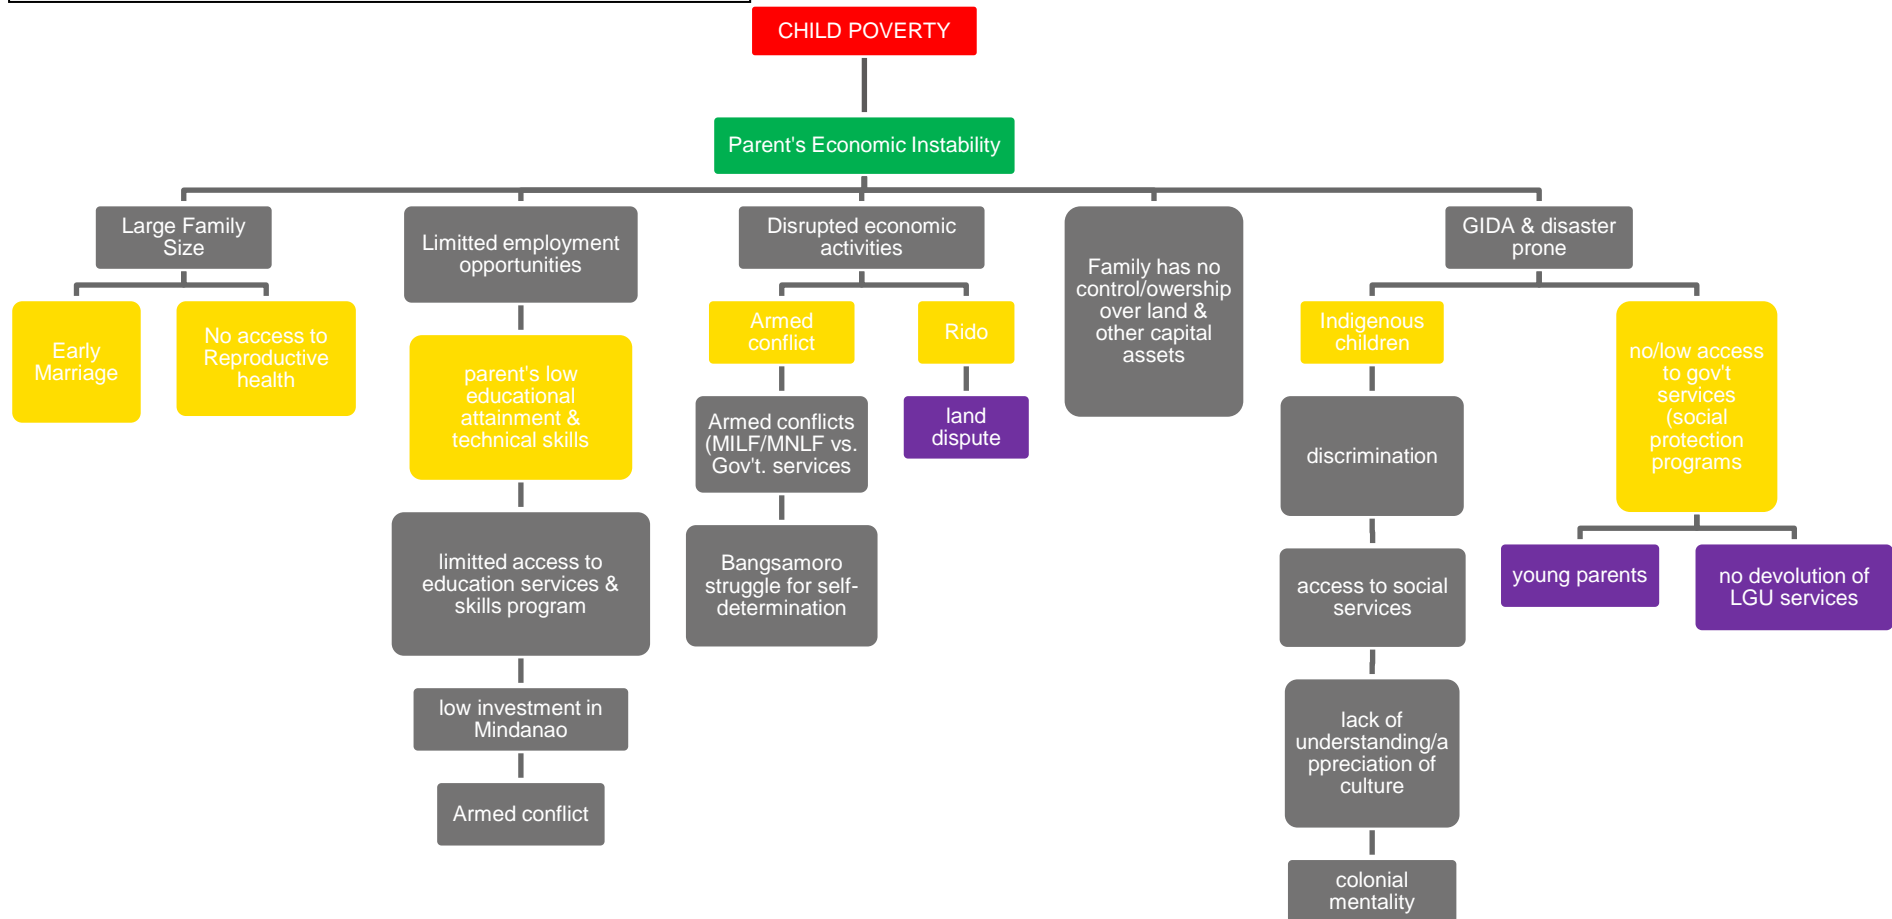 CHILD POVERTY
Parent's Economic Instability
Large Family
Size
Early
Marriage
No access to
Reproductive
health
Limitted employment
opportunities
parent's low
educational
attainment &
technical skills
limitted access to
education services &
skills program
low investment in
Mindanao
Armed conflict
Disrupted economic
activities
Armed
conflict
Armed conflicts
(MILF/MNLF vs.
Gov't. services
Bangsamoro
struggle for self-
determination
Rido
land
dispute
Family has no
control/owership
over land &
other capital
assets
GIDA & disaster
prone
Indigenous
children
discrimination
access to social
services
lack of
understanding/a
ppreciation of
culture
colonial
mentality
no/low access
to gov't
services
(social
protection
programs
young parents
no devolution of
LGU services